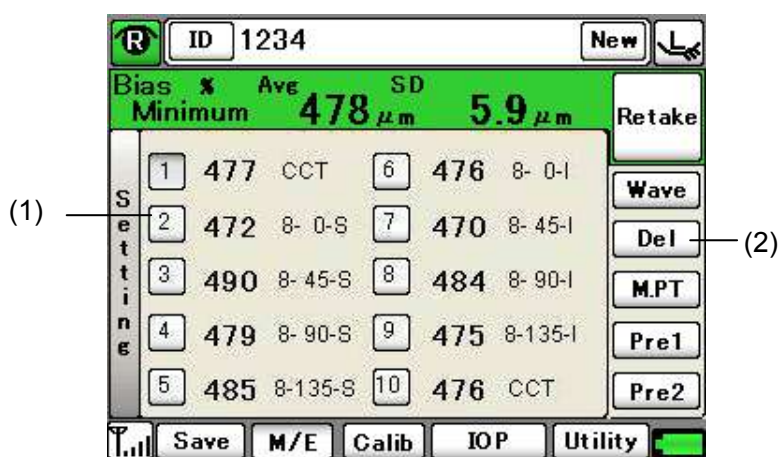 R ID 1234 New
Bias % Avg SD
Minimum 478 μm 5.9 μm Retake
Setting
1 477 CCT 6 476 8- 0-I
Wave
(1) 2 472 8- 0-S 7 470 8- 45-I
Del (2)
3 490 8- 45-S 8 484 8- 90-I
M.PT
4 479 8- 90-S 9 475 8-135-I
Pre1
5 485 8-135-S 10 476 CCT
Pre2
Save M/E Calib IOP Utility